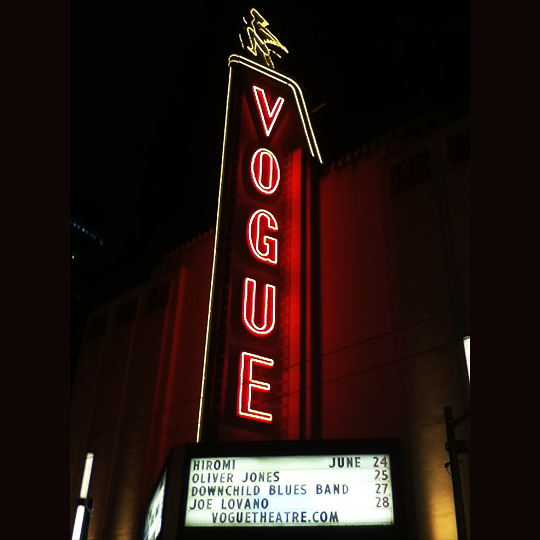 VOGUE
HIROMI JUNE 24
OLIVER JONES 25
DOWNCHILD BLUES BAND 27
JOE LOVANO 28
VOGUETHEATRE.COM